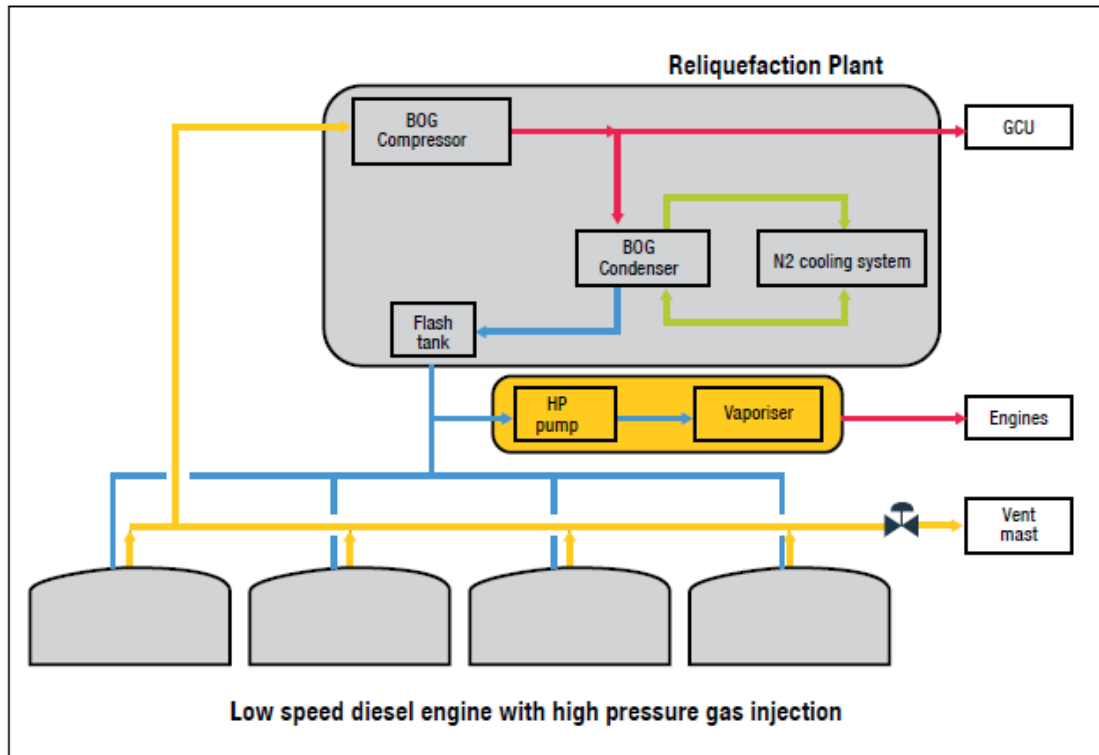 Reliquefaction Plant
BOG
Compressor
GCU
BOG
Condenser
N2 cooling system
Flash
tank
HP
pump
Vaporiser
Engines
Vent
mast
Low speed diesel engine with high pressure gas injection